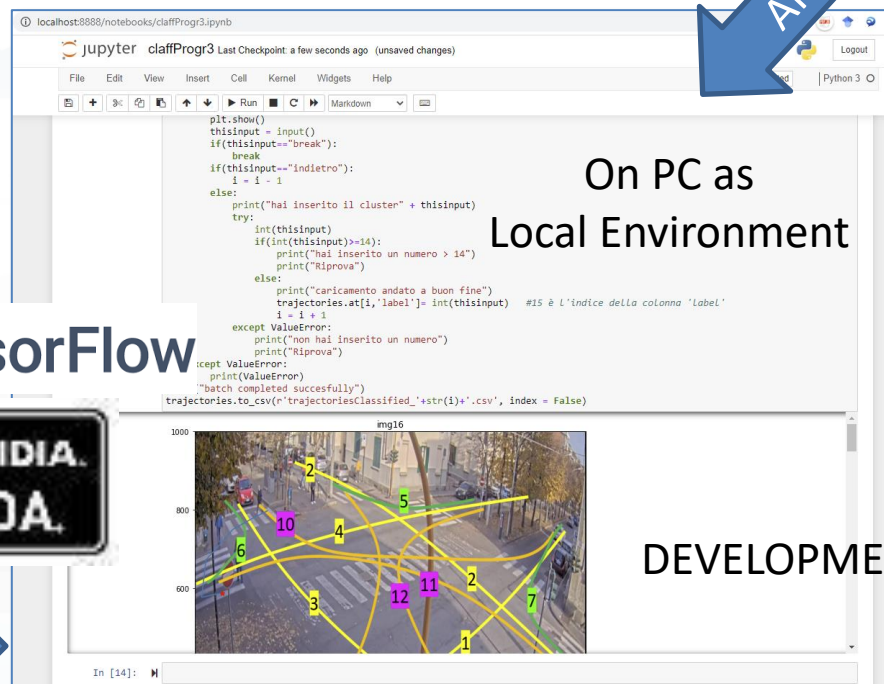 localhost:8888/notebooks/claffProgr3.ipynb
jupyter claffProgr3 Last Checkpoint: a few seconds ago (unsaved changes)
Logout
File Edit View Insert Cell Kernel Widgets Help
Python 3
Run
Markdown
plt.show()
thisinput = input()
if(thisinput=="break"):
break
if(thisinput=="indietro"):
i = i - 1
else:
print("hai inserito il cluster" + thisinput)
try:
int(thisinput)
if(int(thisinput)>=14):
print("hai inserito un numero > 14")
print("Riprova")
else:
print("caricamento andato a buon fine")
trajectories.at[i,'label']= int(thisinput) #15 è l'indice della colonna 'label'
i = i + 1
except ValueError:
print("non hai inserito un numero")
print("Riprova")
xcept ValueError:
print(ValueError)
"batch completed succesfully")
trajectories.to_csv(r'trajectoriesClassified_'+str(i)+'.csv', index = False)
On PC as
Local Environment
sorFlow
IDIA.
DA.
img16
1000
800
600
2
5
10
4
6
11
2
12
3
7
1
DEVELOPME
In [14]: